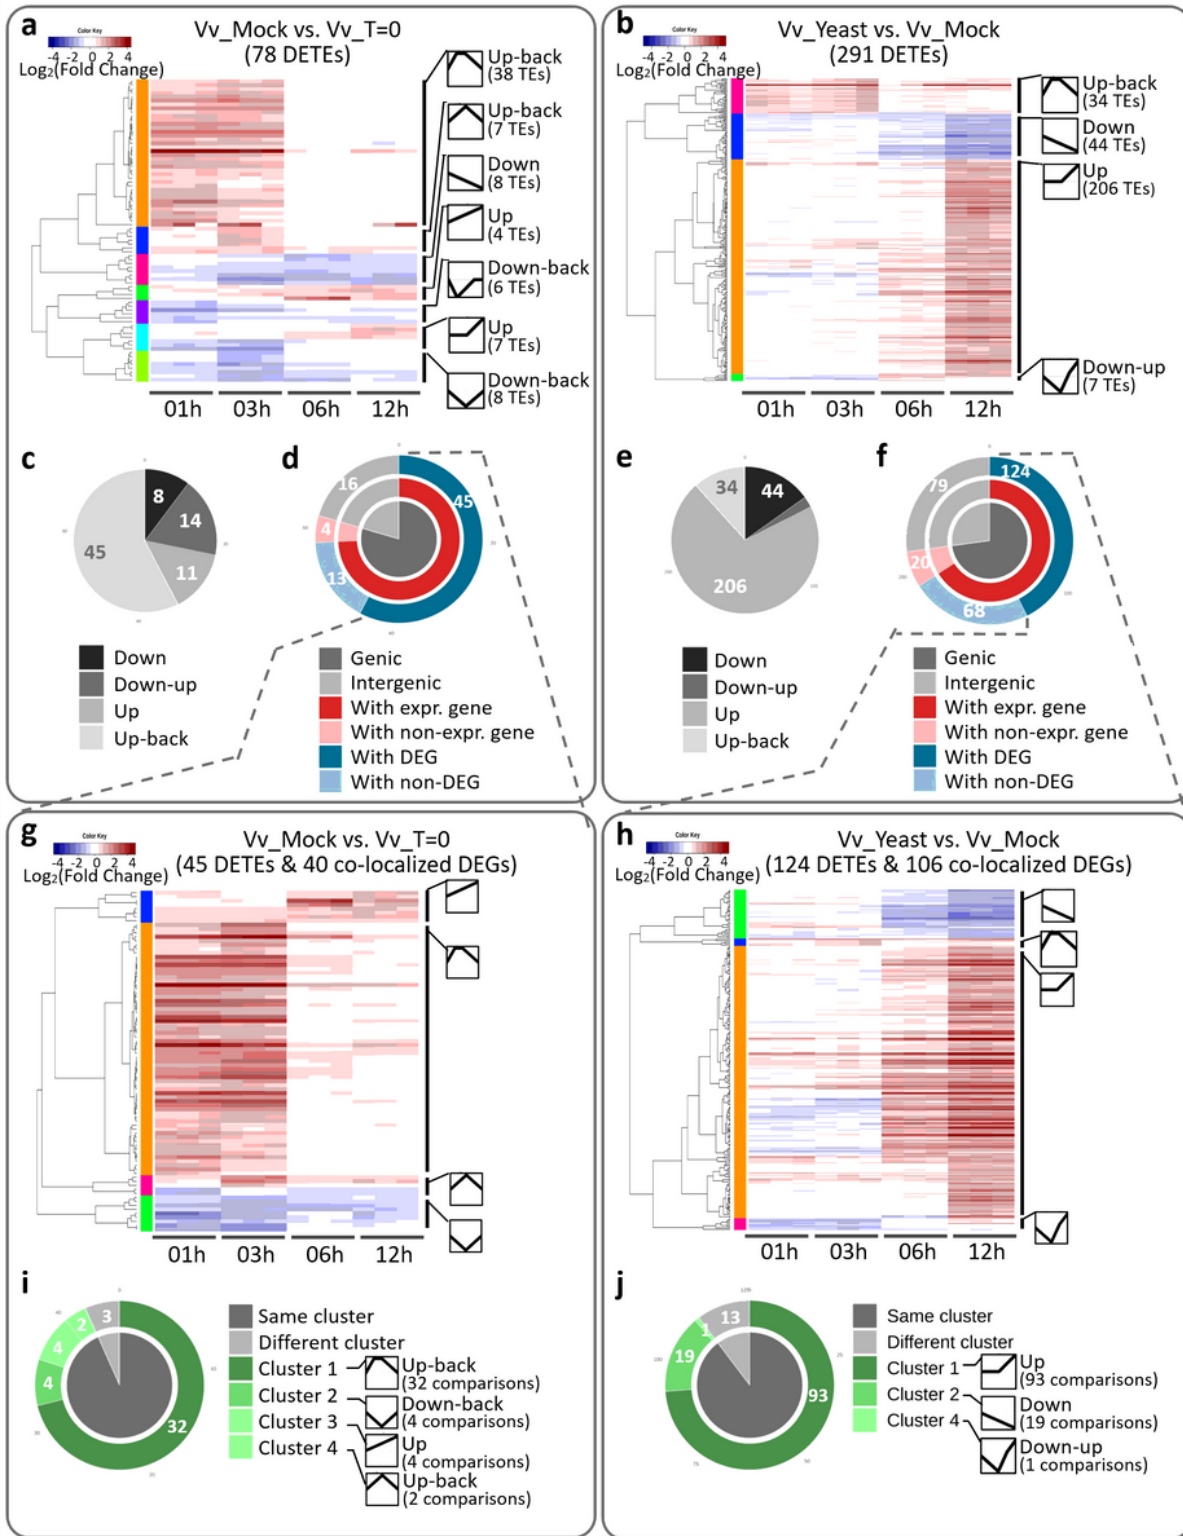 a
Color Key
-4 -2 0 2 4
Log2(Fold Change)
Vv_Mock vs. Vv_T=0
(78 DETEs)
Up-back
(38 TEs)
Up-back
(7 TEs)
Down
(8 TEs)
Up
(4 TEs)
Down-back
(6 TEs)
Up
(7 TEs)
Down-back
(8 TEs)
01h 03h 06h 12h
b
Color Key
-4 -2 0 2 4
Log2(Fold Change)
Vv_Yeast vs. Vv_Mock
(291 DETEs)
Up-back
(34 TEs)
Down
(44 TEs)
Up
(206 TEs)
Down-up
(7 TEs)
01h 03h 06h 12h
c
8
14
11
45
Down
Down-up
Up
Up-back
d
16
45
4
13
Genic
Intergenic
With expr. gene
With non-expr. gene
With DEG
With non-DEG
e
34
44
206
Down
Down-up
Up
Up-back
f
124
79
20
68
Genic
Intergenic
With expr. gene
With non-expr. gene
With DEG
With non-DEG
g
Color Key
-4 -2 0 2 4
Log2(Fold Change)
Vv_Mock vs. Vv_T=0
(45 DETEs & 40 co-localized DEGs)
01h 03h 06h 12h
h
Color Key
-4 -2 0 2 4
Log2(Fold Change)
Vv_Yeast vs. Vv_Mock
(124 DETEs & 106 co-localized DEGs)
01h 03h 06h 12h
i
3
2
4
4
32
Same cluster
Different cluster
Cluster 1
Cluster 2
Cluster 3
Cluster 4
Up-back
(32 comparisons)
Down-back
(4 comparisons)
Up
(4 comparisons)
Up-back
(2 comparisons)
j
13
1
19
93
Same cluster
Different cluster
Cluster 1
Cluster 2
Cluster 4
Up
(93 comparisons)
Down
(19 comparisons)
Down-up
(1 comparisons)